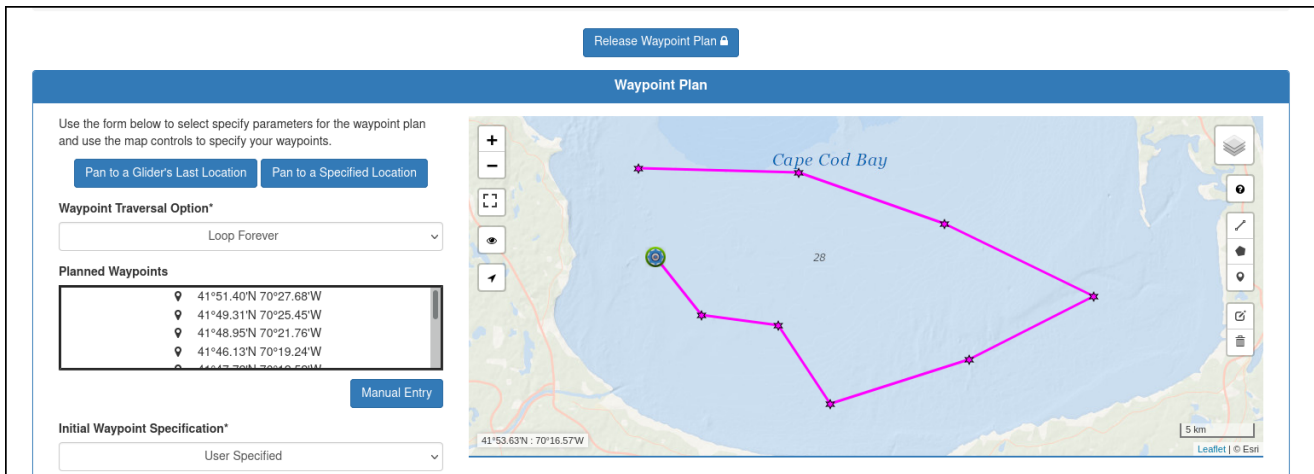 Release Waypoint Plan
Waypoint Plan
Use the form below to select specify parameters for the waypoint plan
and use the map controls to specify your waypoints.
Pan to a Glider's Last Location
Pan to a Specified Location
Waypoint Traversal Option*
Loop Forever
Planned Waypoints
41°51.40'N 70°27.68'W
41°49.31'N 70°25.45'W
41°48.95'N 70°21.76'W
41°46.13'N 70°19.24'W
Manual Entry
Initial Waypoint Specification*
User Specified
+
−
Cape Cod Bay
28
41°53.63'N : 70°16.57'W
5 km
Leaflet | © Esri